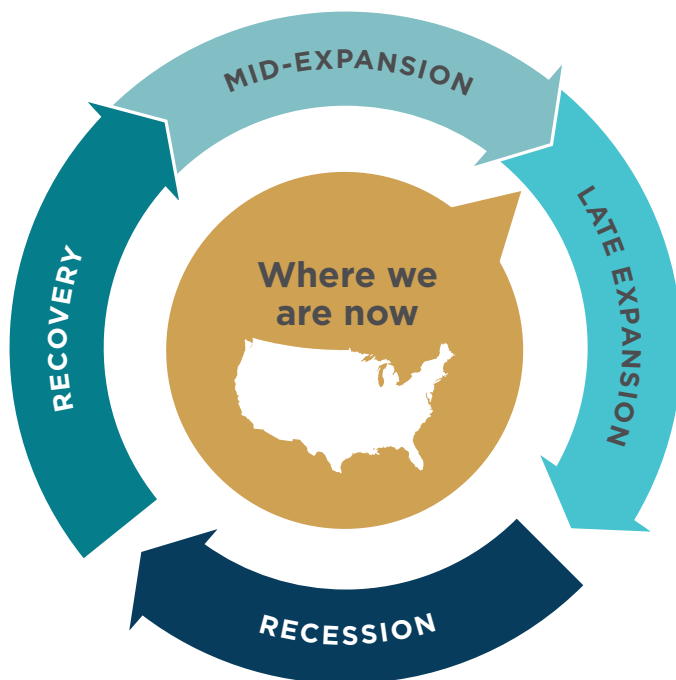 MID-EXPANSION
LATE EXPANSION
Where we
are now
RECOVERY
RECESSION